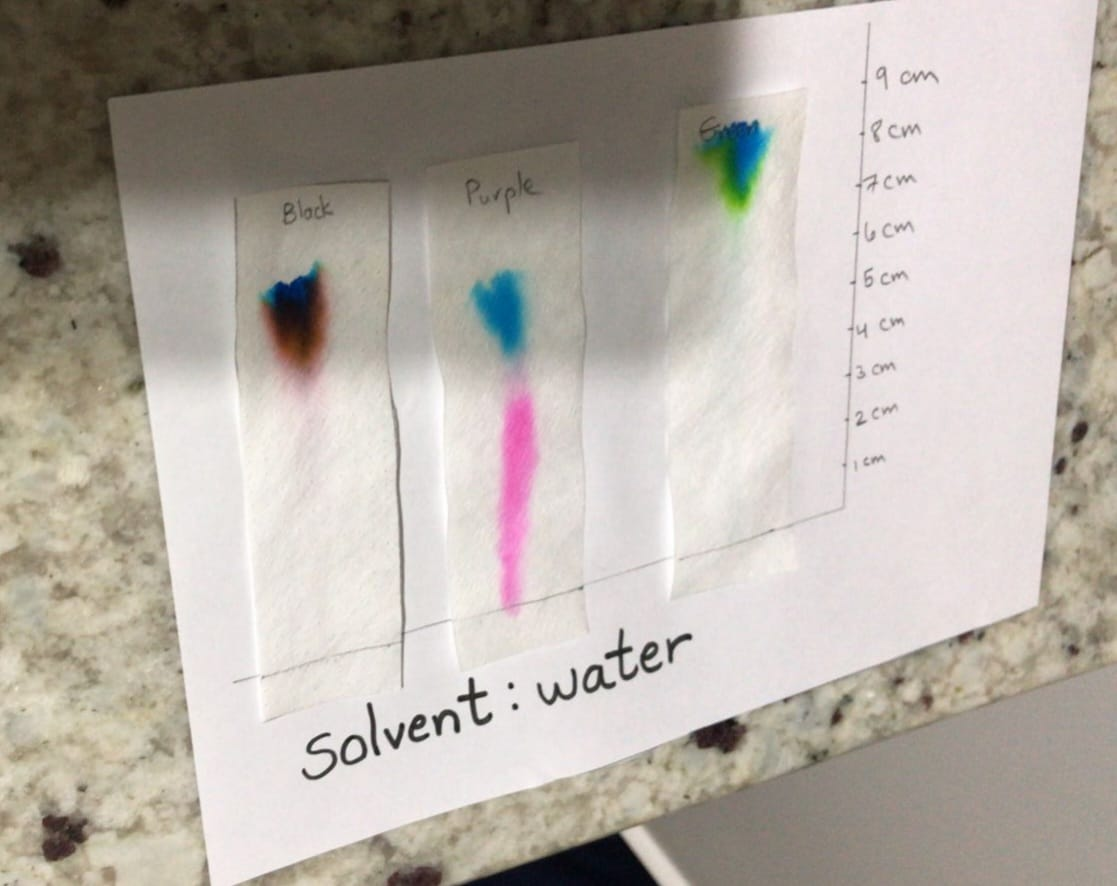 Black
Purple
Green
9 cm
8 cm
7 cm
6 cm
5 cm
4 cm
3 cm
2 cm
1 cm
Solvent: water